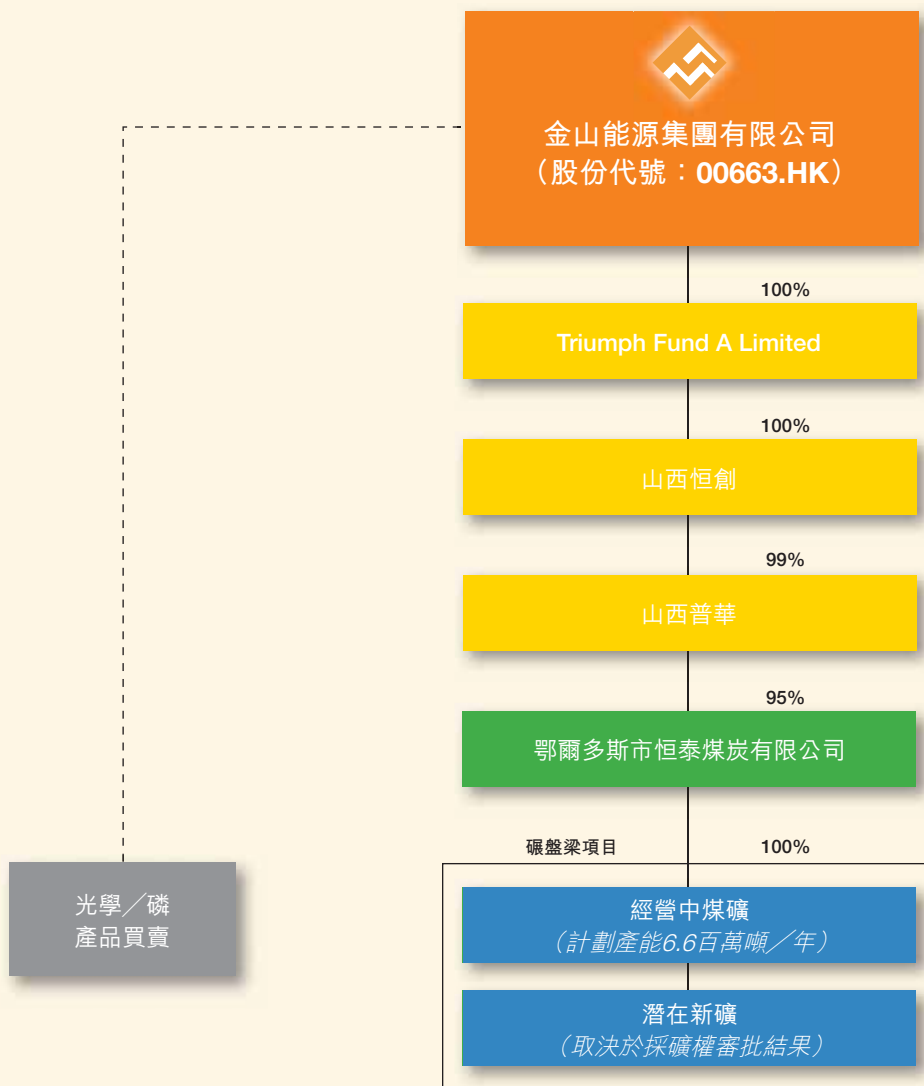 金山能源集團有限公司
（股份代號：00663.HK）
100%
Triumph Fund A Limited
100%
山西恒創
99%
山西普華
95%
鄂爾多斯市恒泰煤炭有限公司
碾盤梁項目
100%
光學／磷
產品買賣
經營中煤礦
（計劃產能6.6百萬噸／年）
潛在新礦
（取決於採礦權審批結果）